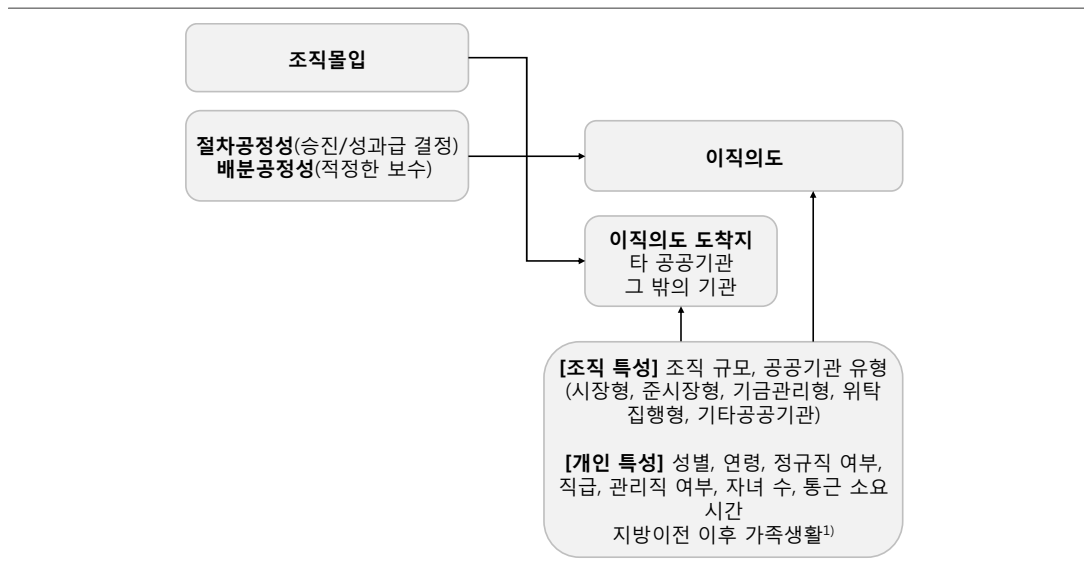 조직몰입
절차공정성(승진/성과급 결정)
배분공정성(적정한 보수)
이직의도
이직의도 도착지
타 공공기관
그 밖의 기관
[조직 특성] 조직 규모, 공공기관 유형
(시장형, 준시장형, 기금관리형, 위탁
집행형, 기타공공기관)
[개인 특성] 성별, 연령, 정규직 여부,
직급, 관리직 여부, 자녀 수, 통근 소요
시간
지방이전 이후 가족생활1)